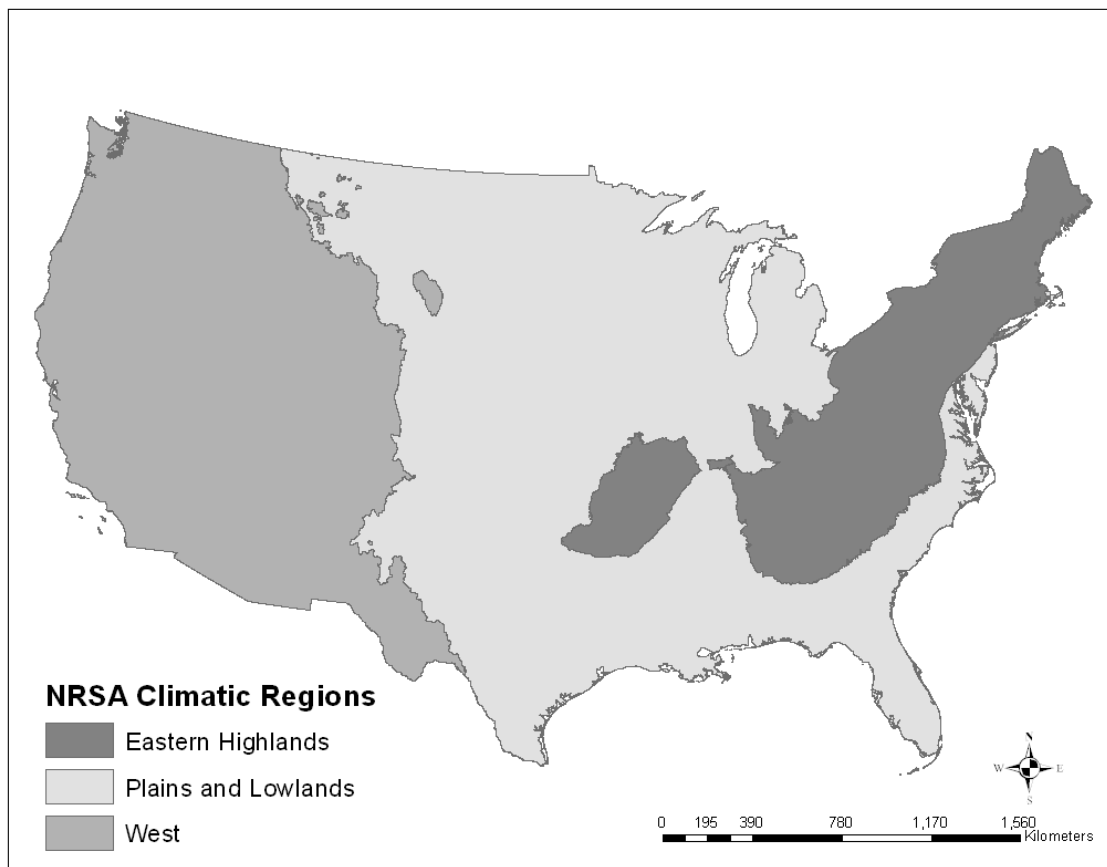 NRSA Climatic Regions
Eastern Highlands
Plains and Lowlands
West
N
W E
S
0 195 390 780 1,170 1,560
Kilometers